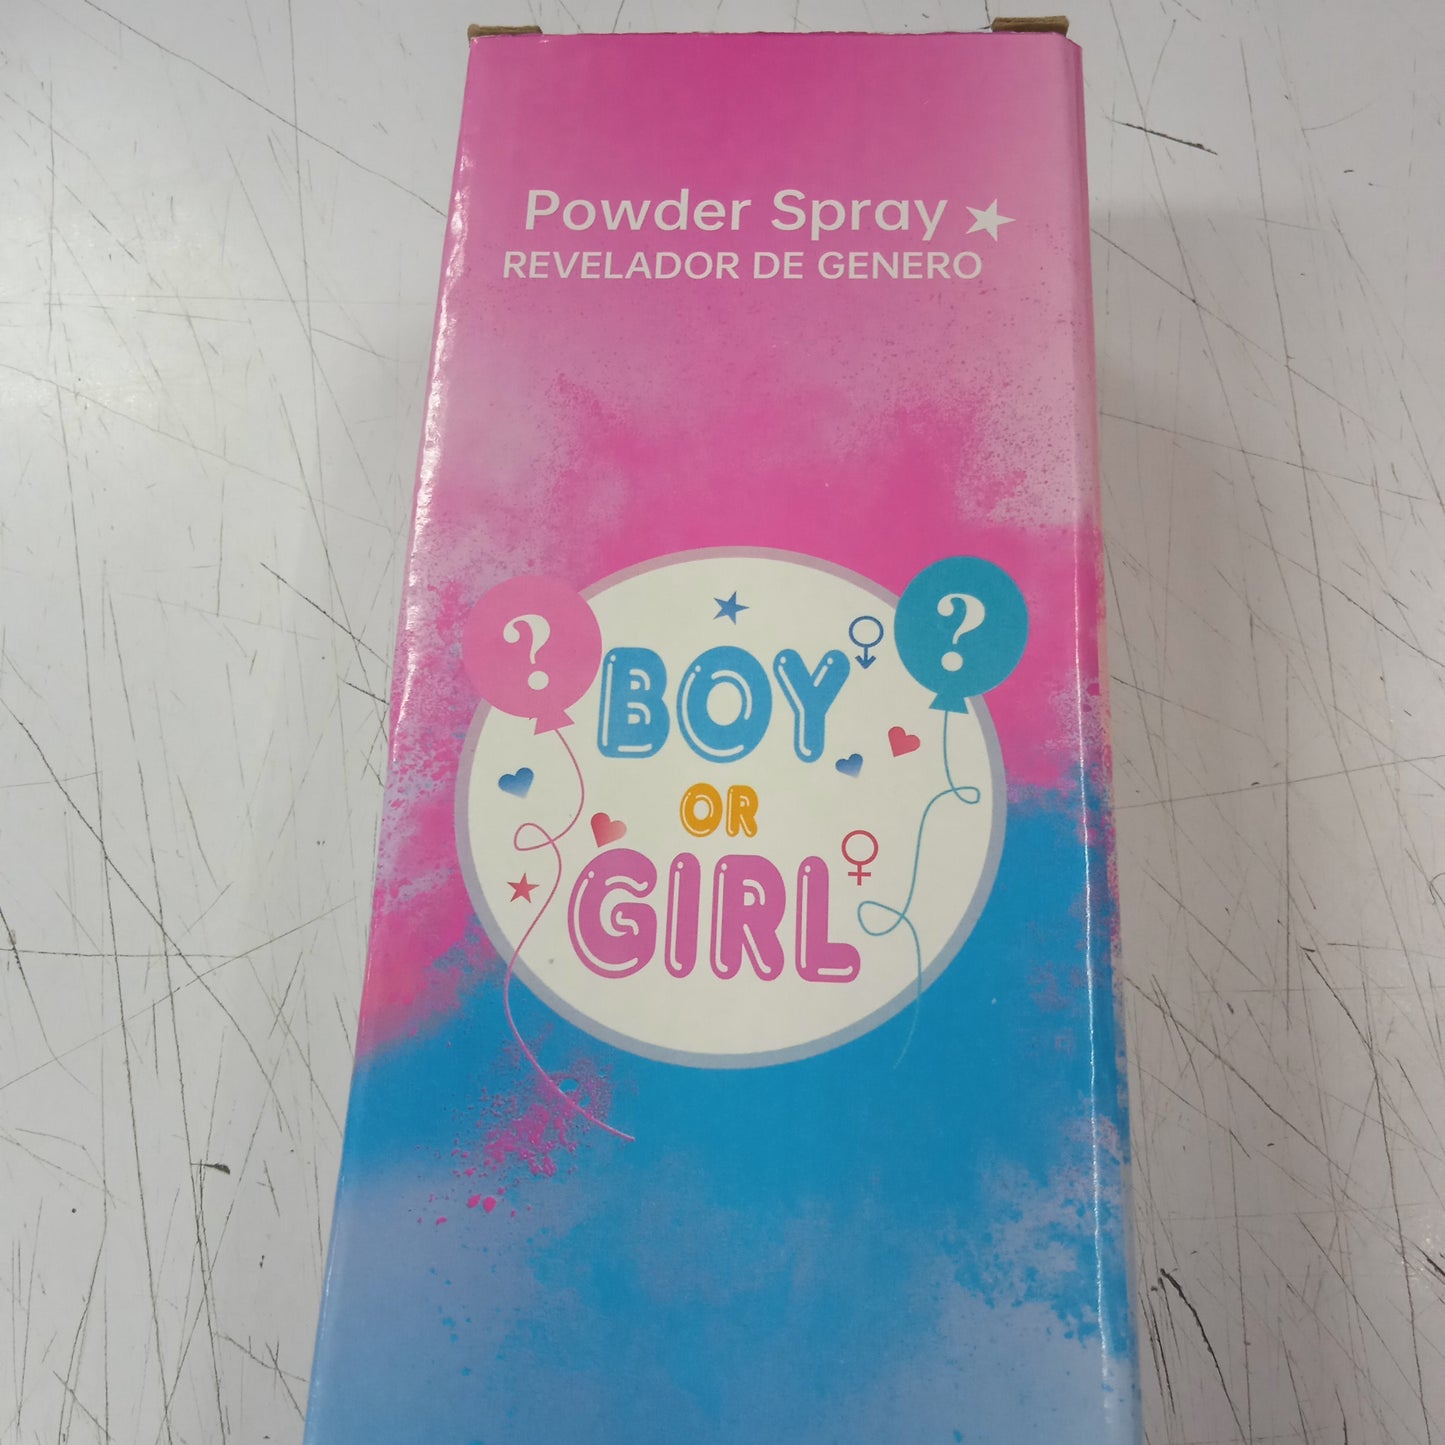 Powder Spray
REVELADOR DE GENERO
? ?
BOY
OR
GIRL